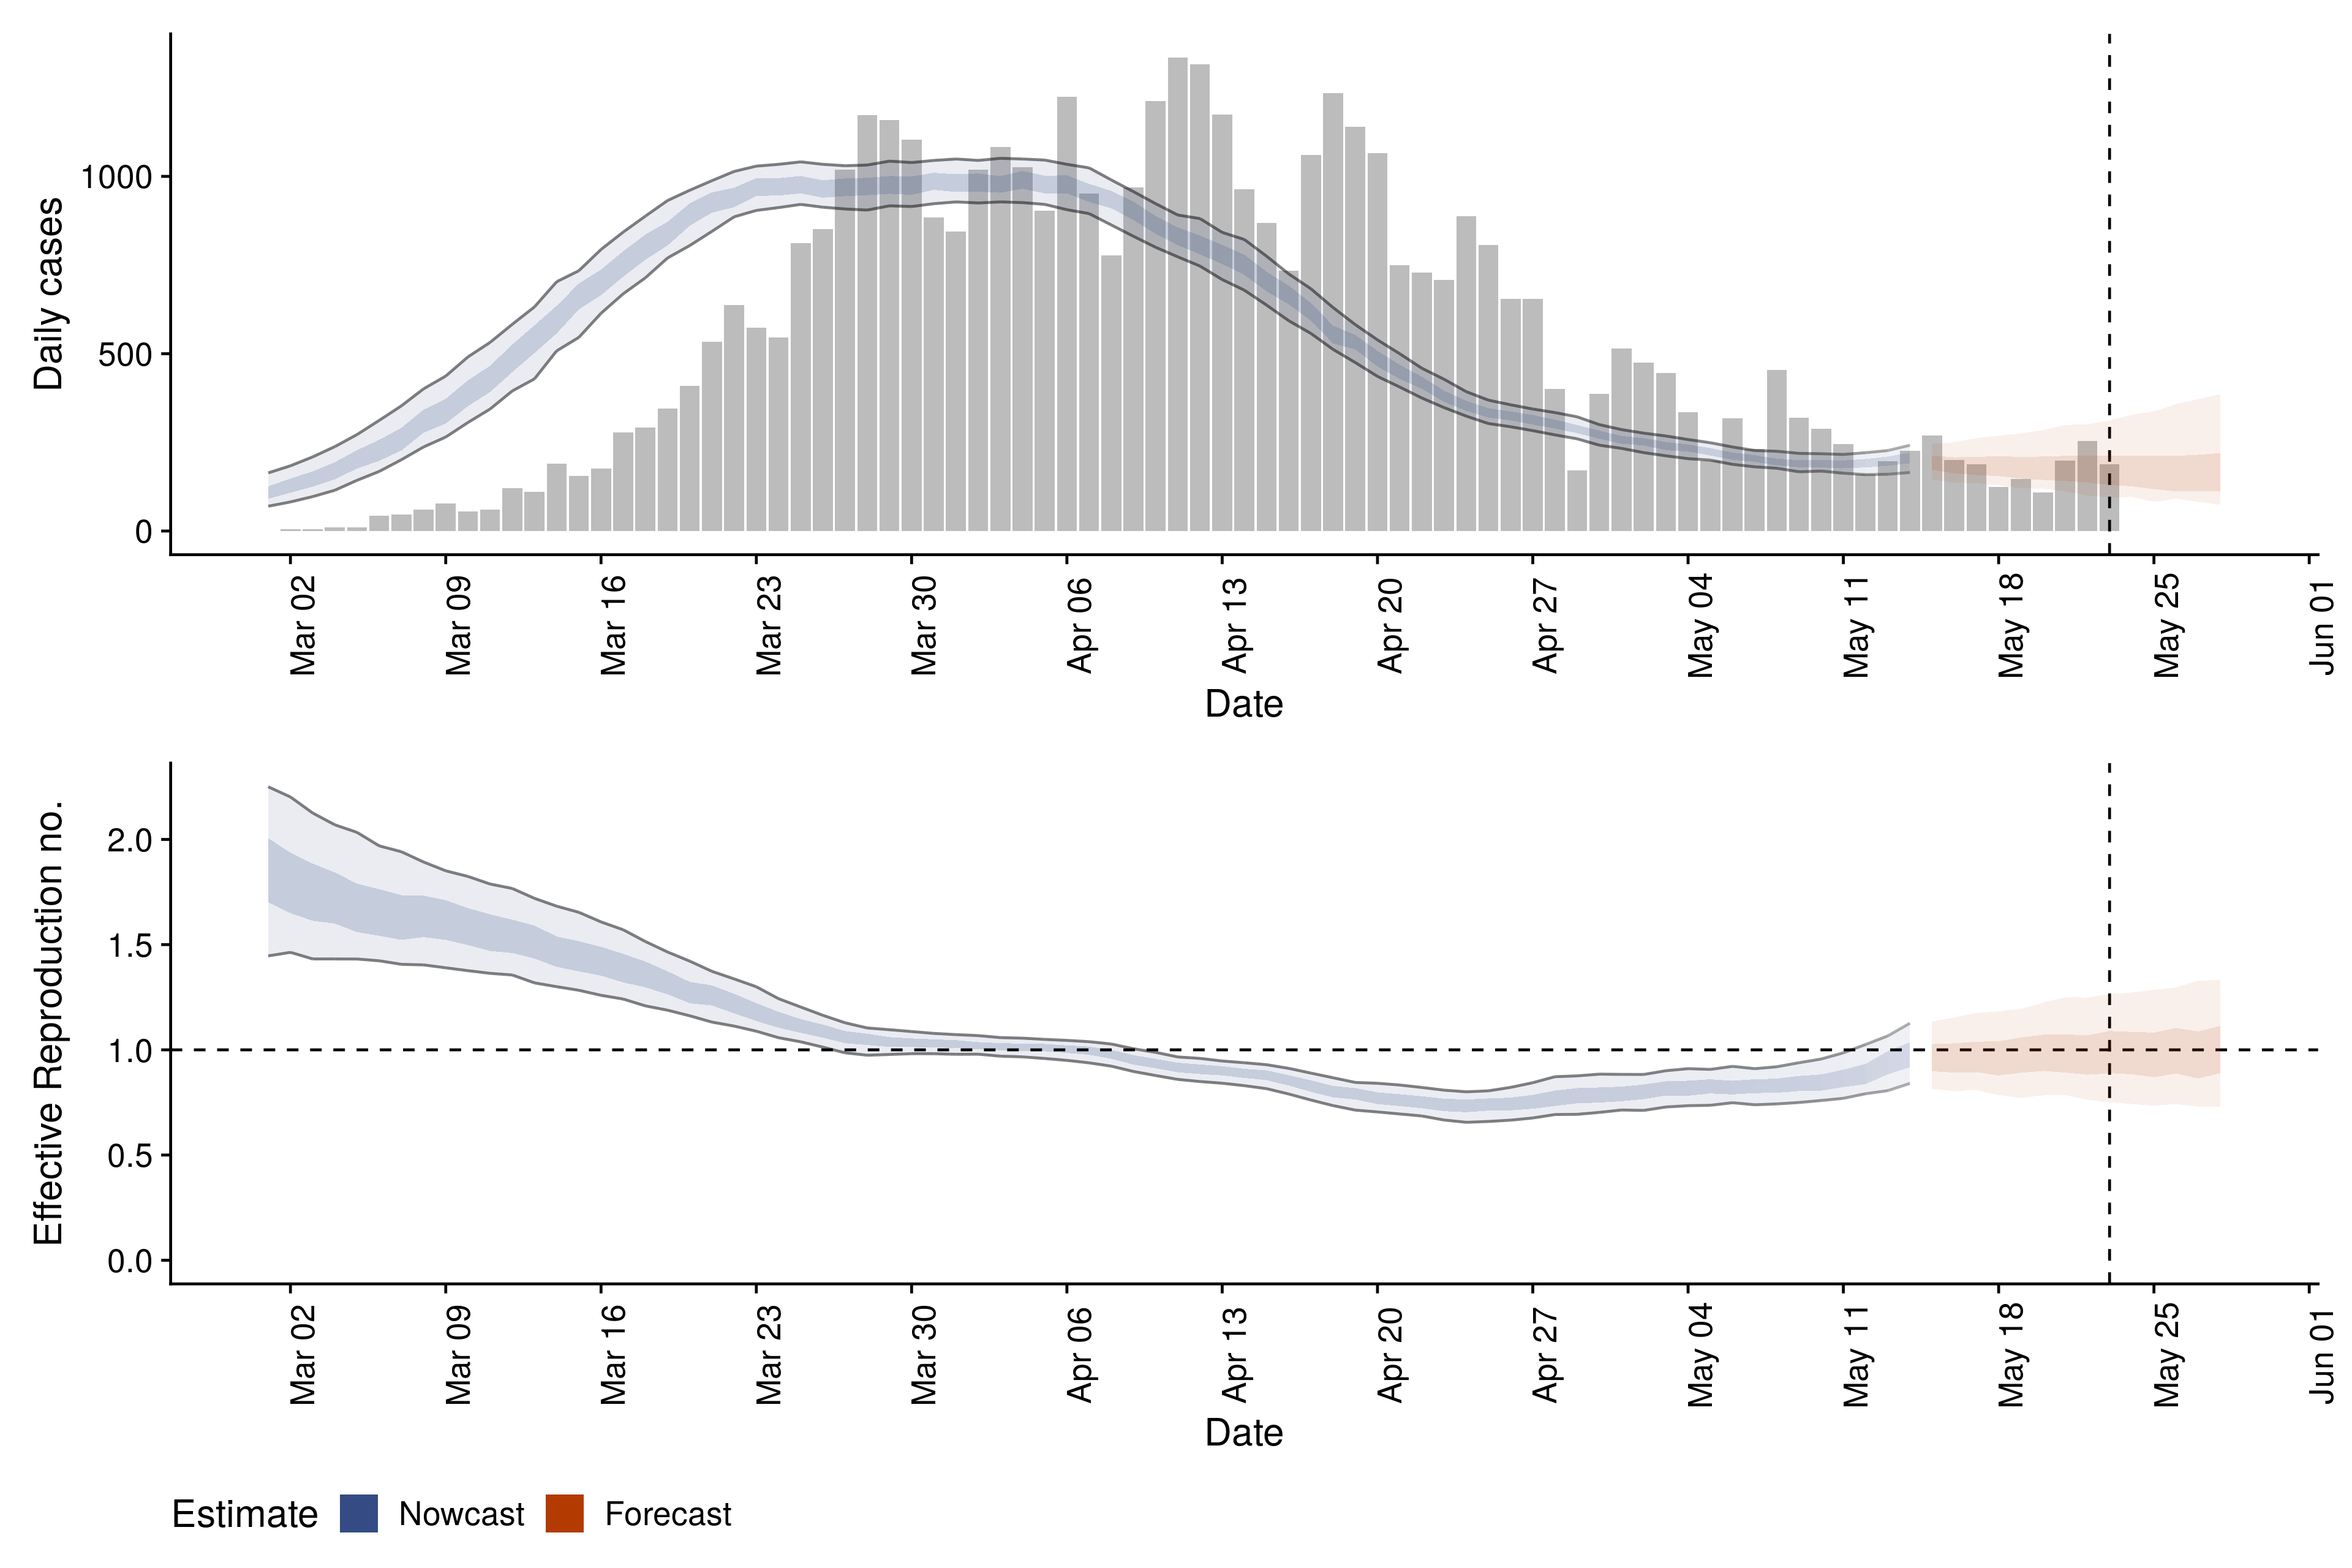 Daily cases
1000
500
0
Mar 02 Mar 09 Mar 16 Mar 23 Mar 30 Apr 06 Apr 13 Apr 20 Apr 27 May 04 May 11 May 18 May 25 Jun 01
Date
Effective Reproduction no.
2.0
1.5
1.0
0.5
0.0
Mar 02 Mar 09 Mar 16 Mar 23 Mar 30 Apr 06 Apr 13 Apr 20 Apr 27 May 04 May 11 May 18 May 25 Jun 01
Date
Estimate Nowcast Forecast